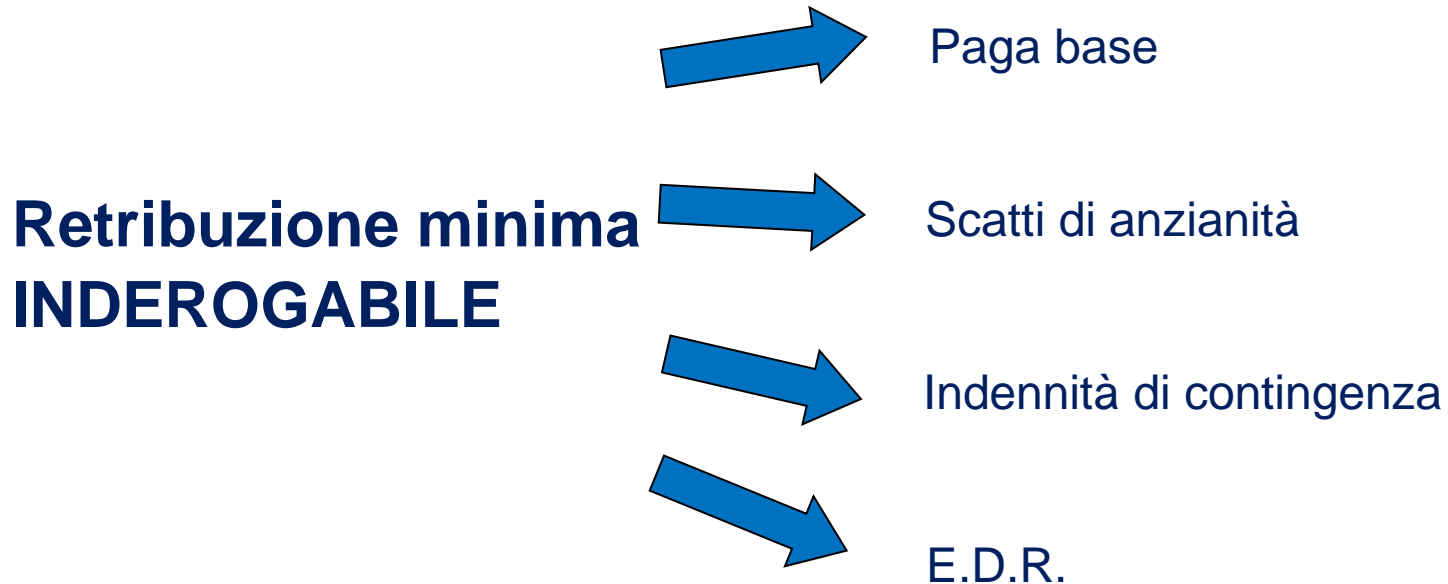 Retribuzione minima
INDEROGABILE
Paga base
Scatti di anzianità
Indennità di contingenza
E.D.R.